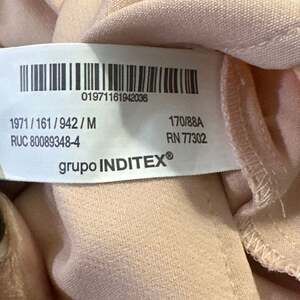 01971161942036
1971 / 161 / 942 / M 170/88A
RUC 80089348-4 RN 77302
grupo INDITEX®